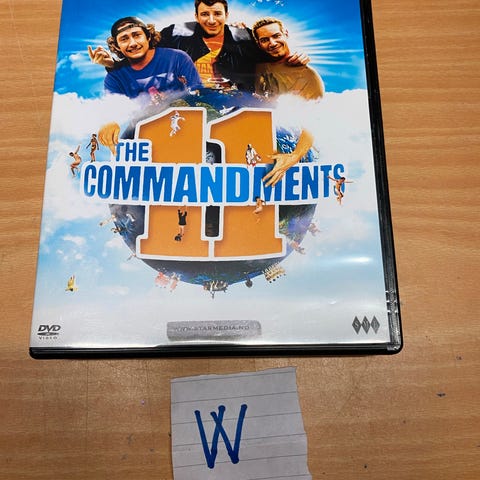 THE 11
COMMANDMENTS
DVD
VIDEO
WWW.STARMEDIA.NO
W